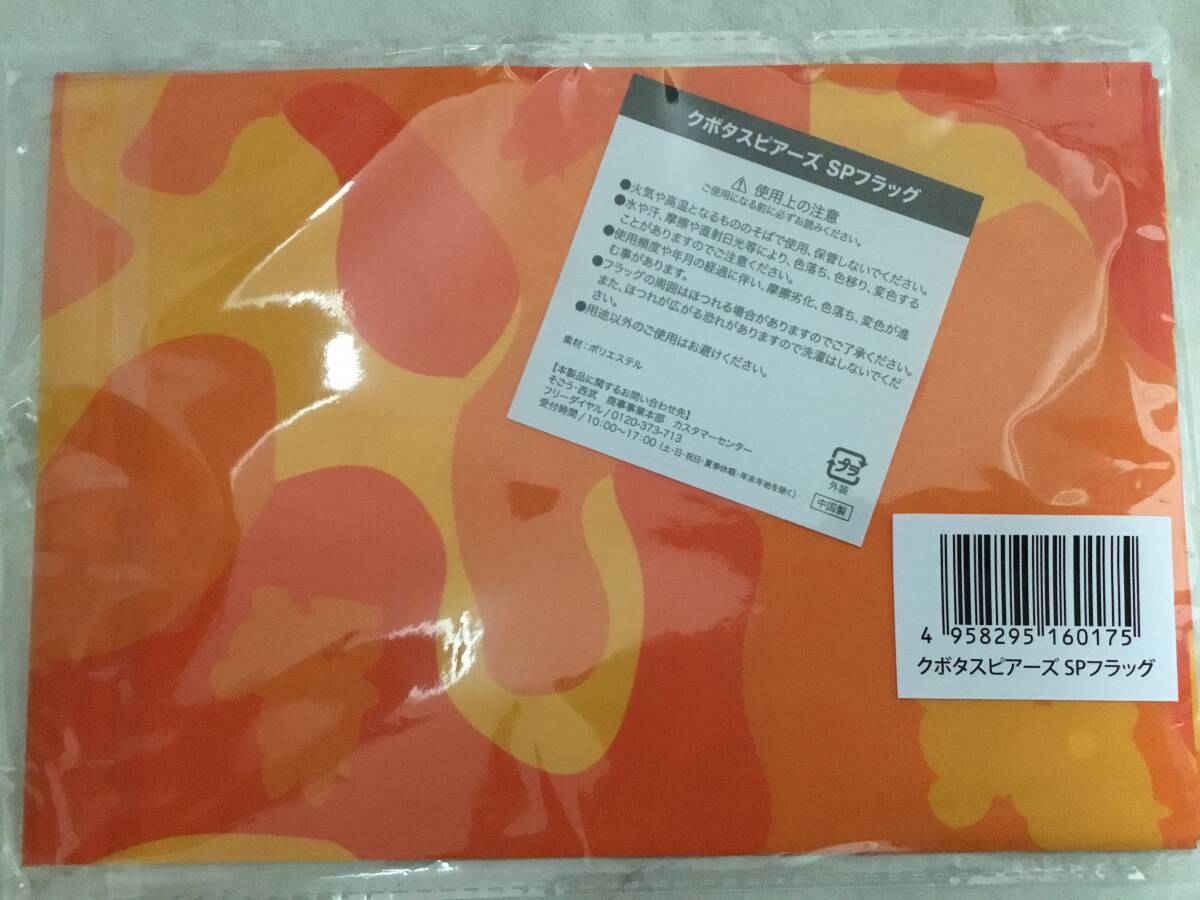 クボタスピアーズ SPフラッグ
⚠ 使用上の注意
ご使用になる前に必ずお読みください。
●火気や高温となるもののそばで使用、保管しないでください。
●水や汗、摩擦や直射日光等により、色落ち、色移り、変色する
ことがありますのでご注意ください。
●使用頻度や年月の経過に伴い、摩擦劣化、色落ち、変色が進
む事があります。
●フラッグの周囲はほつれる場合がありますのでご了承ください。
また、ほつれが広がる恐れがありますので洗濯はしないでくだ
さい。
●用途以外のご使用はお避けください。
素材：ポリエステル
【本製品に関するお問い合わせ先】
そごう・西武 商事事業本部 カスタマーセンター
フリーダイヤル/0120-373-713
受付時間/10:00〜17:00（土・日・祝日・夏季休暇・年末年始を除く）
プラ
外装
中国製
4 958295 160175
クボタスピアーズ SPフラッグ